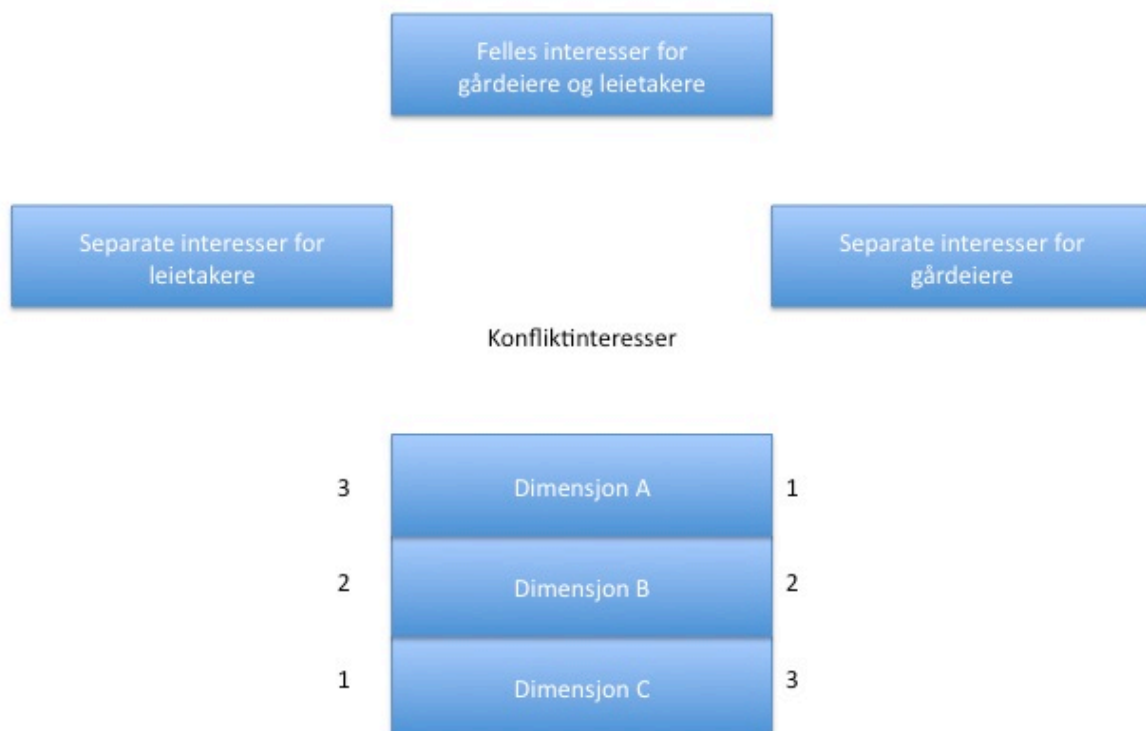 Felles interesser for
gårdeiere og leietakere
Separate interesser for
leietakere
Separate interesser for
gårdeiere
Konfliktinteresser
3 Dimensjon A 1
2 Dimensjon B 2
1 Dimensjon C 3